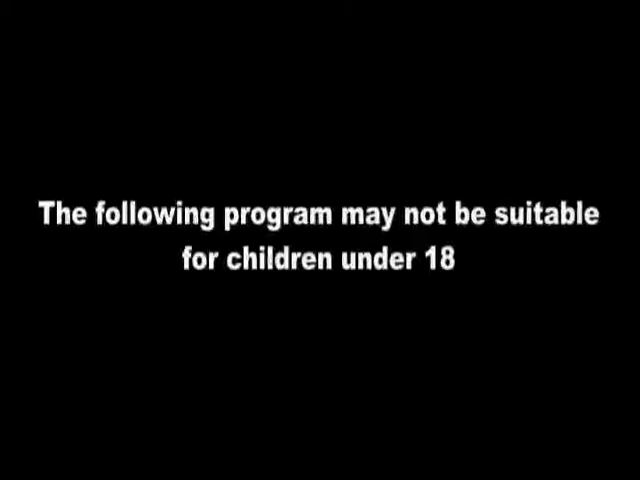 The following program may not be suitable
for children under 18